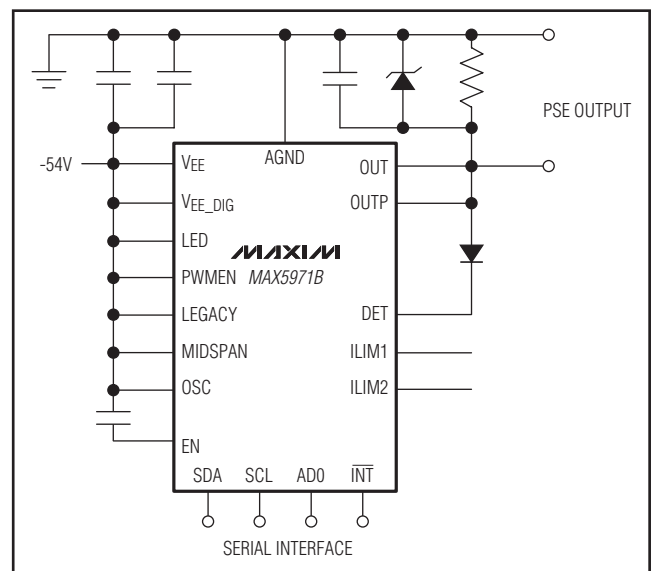 PSE OUTPUT
-54V
AGND
VEE
OUT
VEE_DIG
OUTP
LED
MAXIM
PWMEN
MAX5971B
LEGACY
DET
MIDSPAN
ILIM1
OSC
ILIM2
EN
SDA SCL AD0 INT
SERIAL INTERFACE